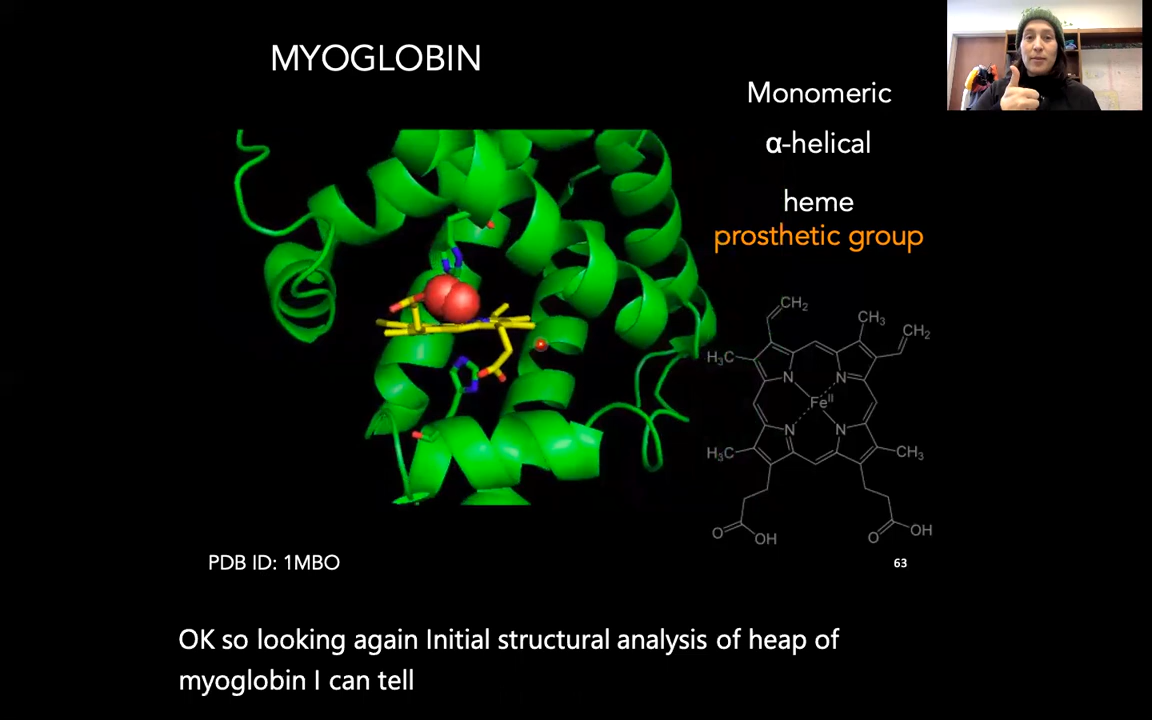 MYOGLOBIN
Monomeric
α-helical
heme
prosthetic group
CH₂
CH₃
CH₂
H₃C
N
N
Feᴵᴵ
N
N
H₃C
CH₃
O
OH
O
OH
PDB ID: 1MBO
63
OK so looking again Initial structural analysis of heap of
myoglobin I can tell